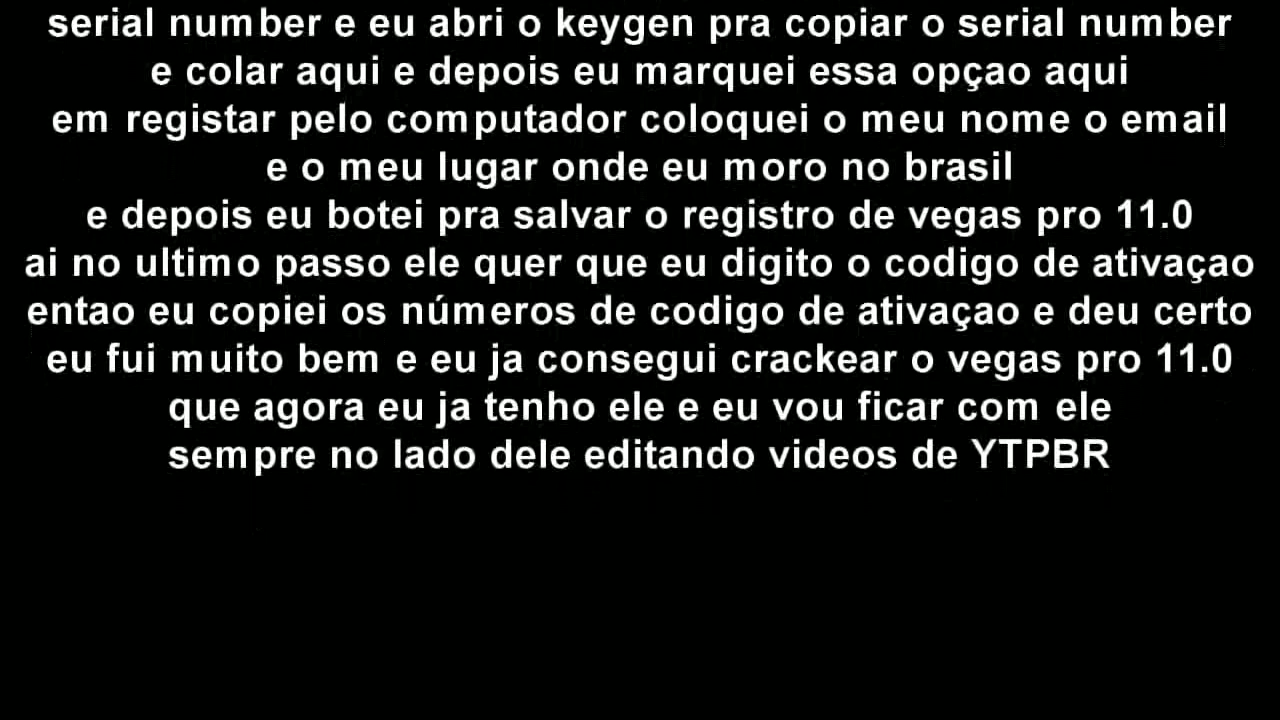 serial number e eu abri o keygen pra copiar o serial number
e colar aqui e depois eu marquei essa opçao aqui
em registar pelo computador coloquei o meu nome o email
e o meu lugar onde eu moro no brasil
e depois eu botei pra salvar o registro de vegas pro 11.0
ai no ultimo passo ele quer que eu digito o codigo de ativaçao
entao eu copiei os números de codigo de ativaçao e deu certo
eu fui muito bem e eu ja consegui crackear o vegas pro 11.0
que agora eu ja tenho ele e eu vou ficar com ele
sempre no lado dele editando videos de YTPBR